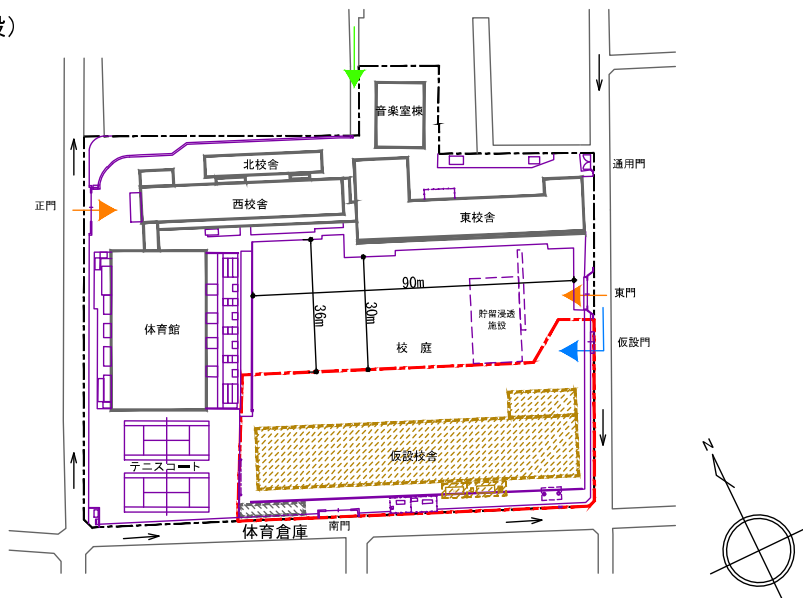 設）
音楽室棟
北校舎
通用門
西校舎
正門
東校舎
90m
36m
30m
東門
貯留浸透
施設
体育館
校庭
仮設門
仮設校舎
テニスコート
体育倉庫
南門
N